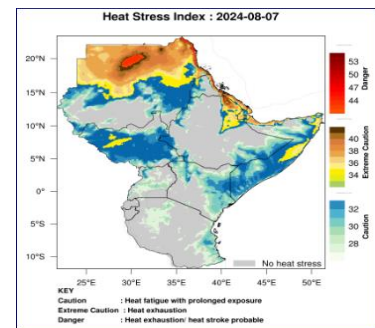 Heat Stress Index : 2024-08-07
20°N
15°N
10°N
5°N
0°
5°S
10°S
25°E
30°E
35°E
40°E
45°E
50°E
No heat stress
53
50
47
44
Danger
40
38
36
34
Extreme Caution
32
30
28
Caution
KEY
Caution : Heat fatigue with prolonged exposure
Extreme Caution : Heat exhaustion
Danger : Heat exhaustion/ heat stroke probable